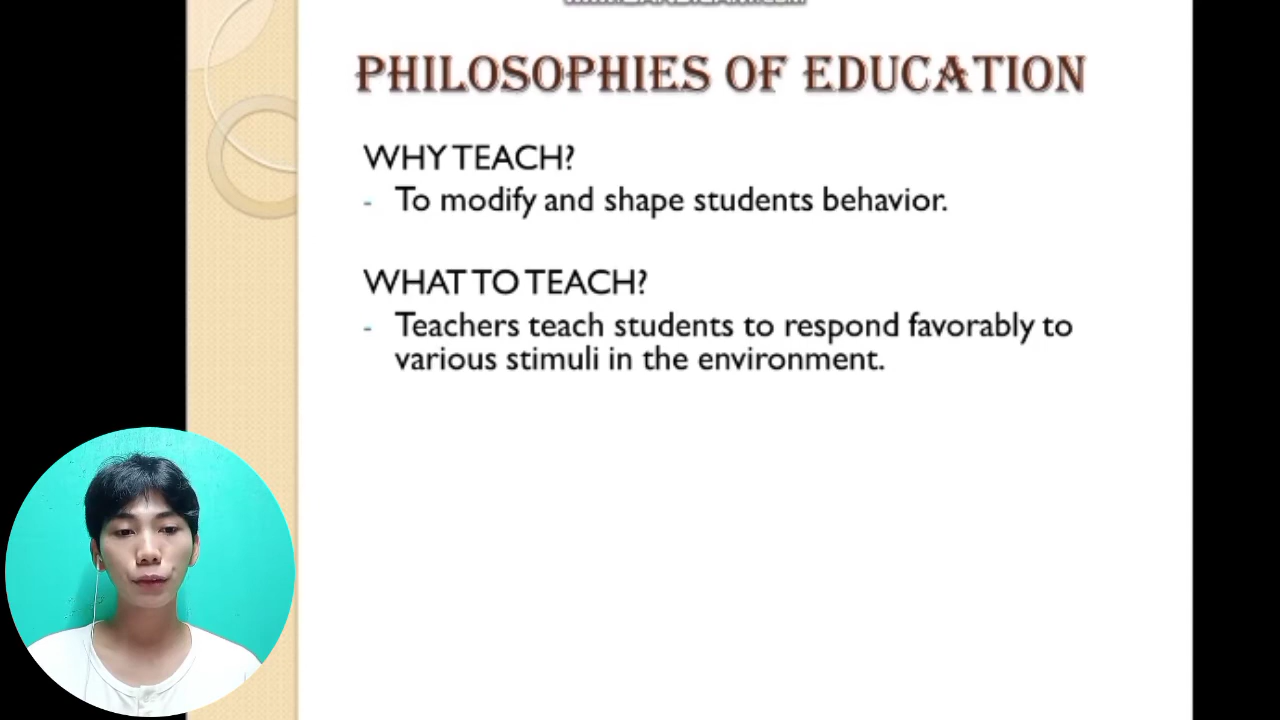 PHILOSOPHIES OF EDUCATION
WHY TEACH?
- To modify and shape students behavior.
WHAT TO TEACH?
- Teachers teach students to respond favorably to
various stimuli in the environment.